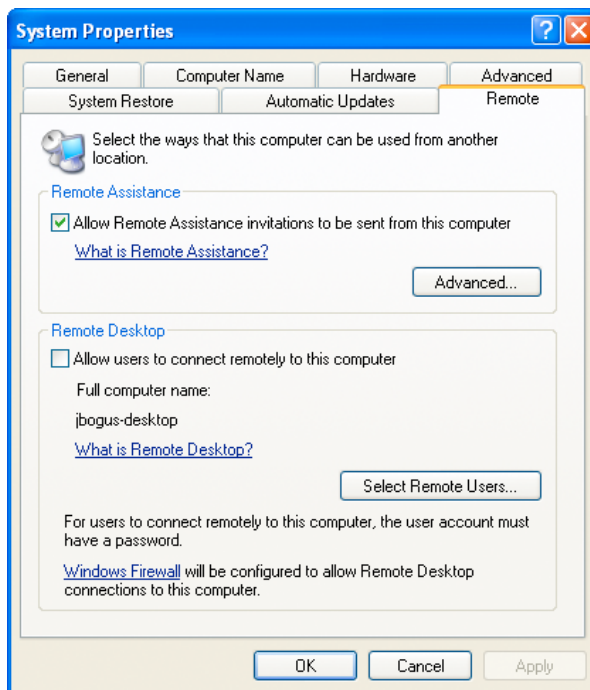 System Properties
General Computer Name Hardware Advanced
System Restore Automatic Updates Remote
Select the ways that this computer can be used from another
location.
Remote Assistance
Allow Remote Assistance invitations to be sent from this computer
What is Remote Assistance?
Advanced...
Remote Desktop
Allow users to connect remotely to this computer
Full computer name:
jbogus-desktop
What is Remote Desktop?
Select Remote Users...
For users to connect remotely to this computer, the user account must
have a password.
Windows Firewall will be configured to allow Remote Desktop
connections to this computer.
OK Cancel Apply